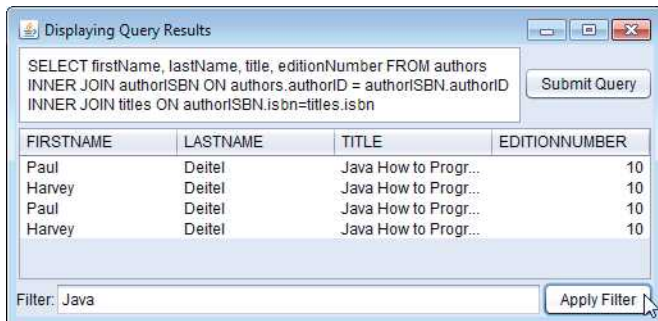 Displaying Query Results
SELECT firstName, lastName, title, editionNumber FROM authors
INNER JOIN authorISBN ON authors.authorID = authorISBN.authorID
INNER JOIN titles ON authorISBN.isbn=titles.isbn
Submit Query
FIRSTNAME LASTNAME TITLE EDITIONNUMBER
Paul Deitel Java How to Progr... 10
Harvey Deitel Java How to Progr... 10
Paul Deitel Java How to Progr... 10
Harvey Deitel Java How to Progr... 10
Filter: Java Apply Filter